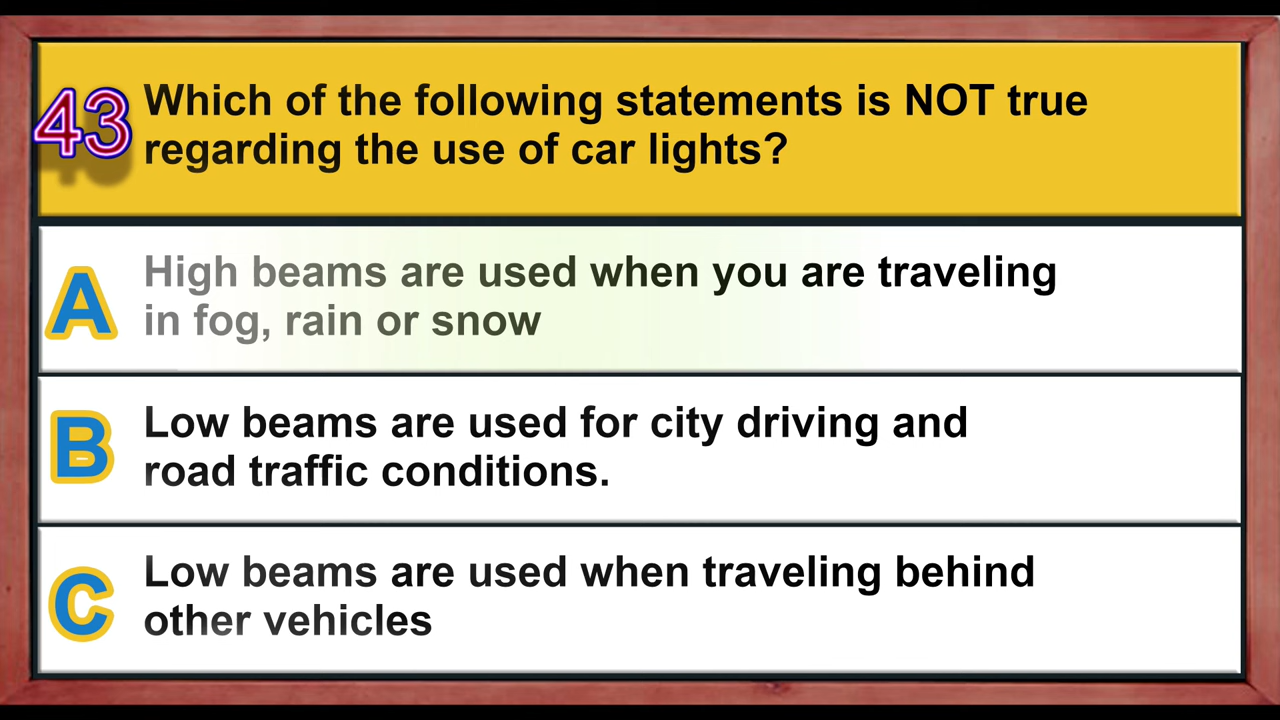 43
Which of the following statements is NOT true
regarding the use of car lights?
A
High beams are used when you are traveling
in fog, rain or snow
B
Low beams are used for city driving and
road traffic conditions.
C
Low beams are used when traveling behind
other vehicles